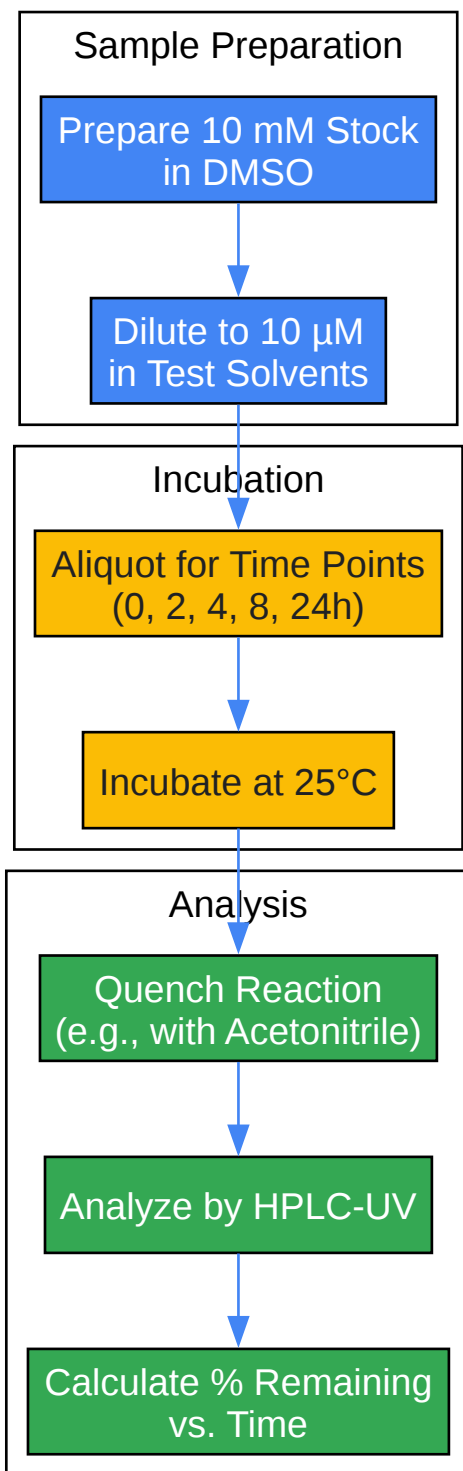 Sample Preparation
Prepare 10 mM Stock
in DMSO
Dilute to 10 µM
in Test Solvents
Incubation
Aliquot for Time Points
(0, 2, 4, 8, 24h)
Incubate at 25°C
Analysis
Quench Reaction
(e.g., with Acetonitrile)
Analyze by HPLC-UV
Calculate % Remaining
vs. Time